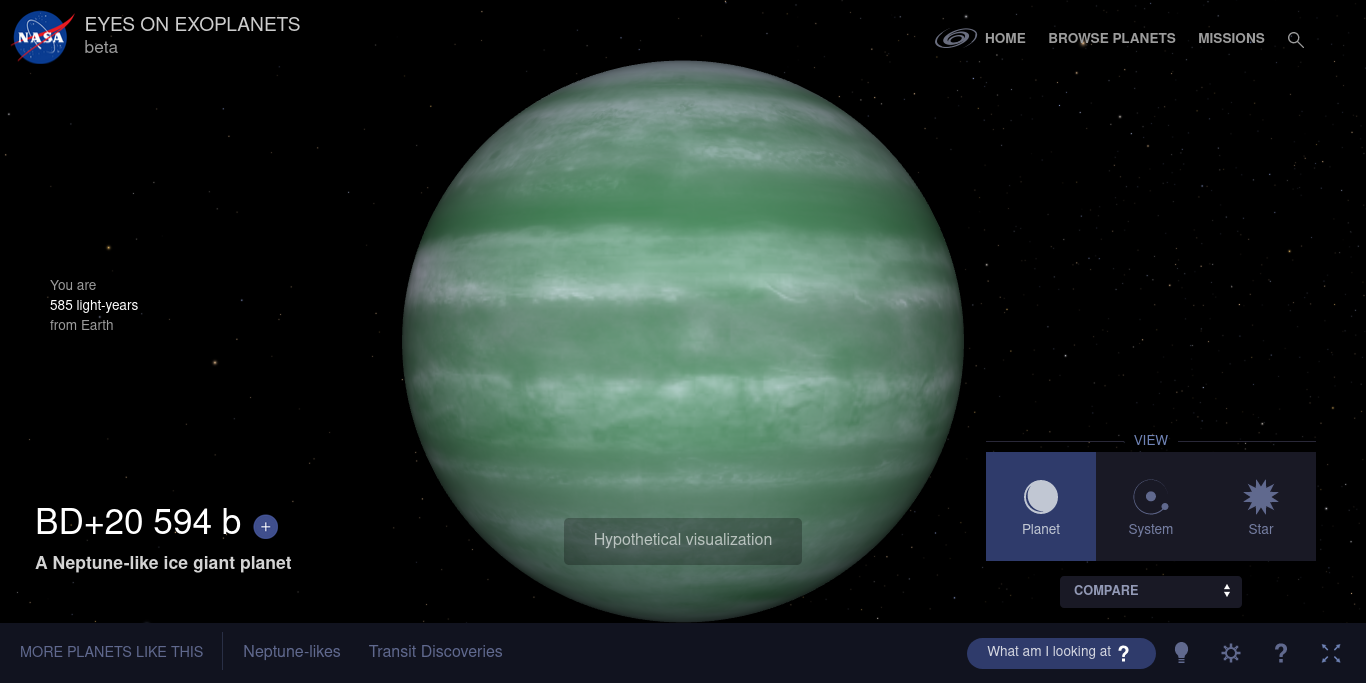 NASA
EYES ON EXOPLANETS
beta
HOME
BROWSE PLANETS
MISSIONS
You are
585 light-years
from Earth
BD+20 594 b +
A Neptune-like ice giant planet
Hypothetical visualization
VIEW
Planet
System
Star
COMPARE
MORE PLANETS LIKE THIS
Neptune-likes
Transit Discoveries
What am I looking at ?
?